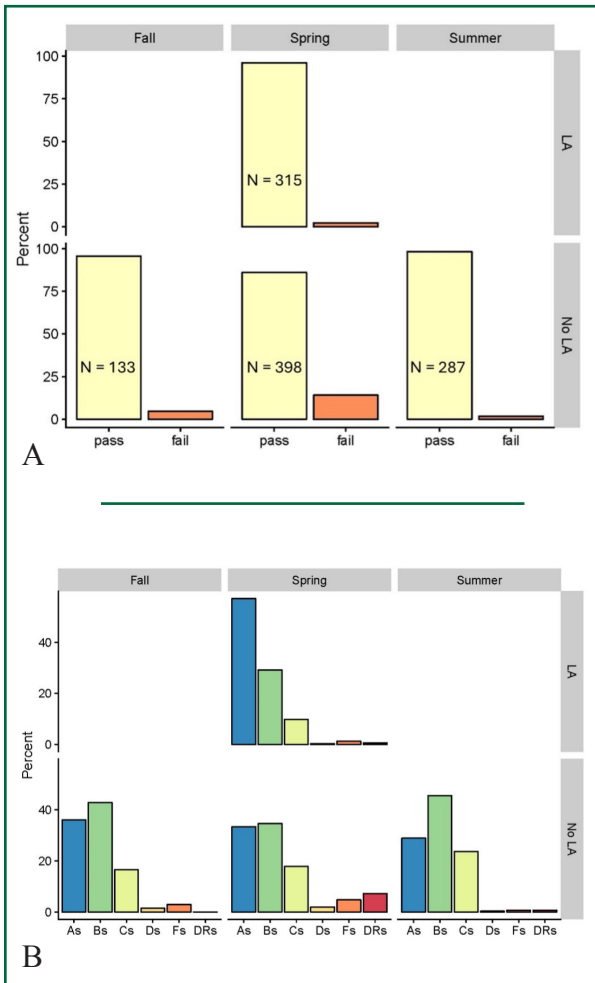 Fall Spring Summer
100
75
50
25
0
N = 315
LA
Percent
100
75
50
25
0
N = 133 N = 398 N = 287
No LA
pass fail pass fail pass fail
A
Fall Spring Summer
40
20
0
LA
Percent
40
20
0
No LA
As Bs Cs Ds Fs DRs As Bs Cs Ds Fs DRs As Bs Cs Ds Fs DRs
B